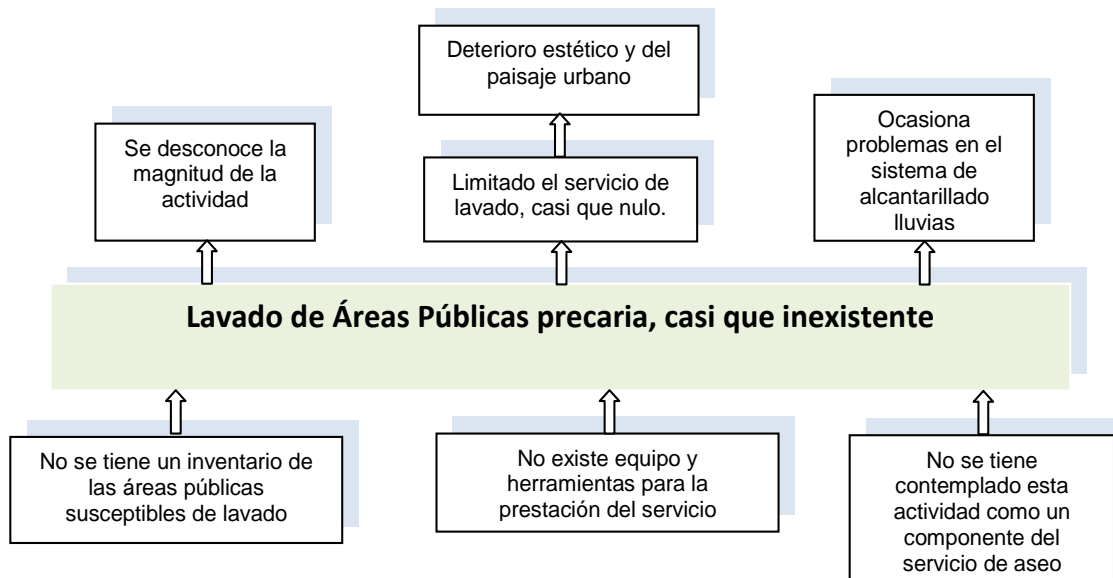 Deterioro estético y del
paisaje urbano
Se desconoce la
magnitud de la
actividad
Limitado el servicio de
lavado, casi que nulo.
Ocasiona
problemas en el
sistema de
alcantarillado
lluvias
Lavado de Áreas Públicas precaria, casi que inexistente
No se tiene un inventario de
las áreas públicas
susceptibles de lavado
No existe equipo y
herramientas para la
prestación del servicio
No se tiene
contemplado esta
actividad como un
componente del
servicio de aseo